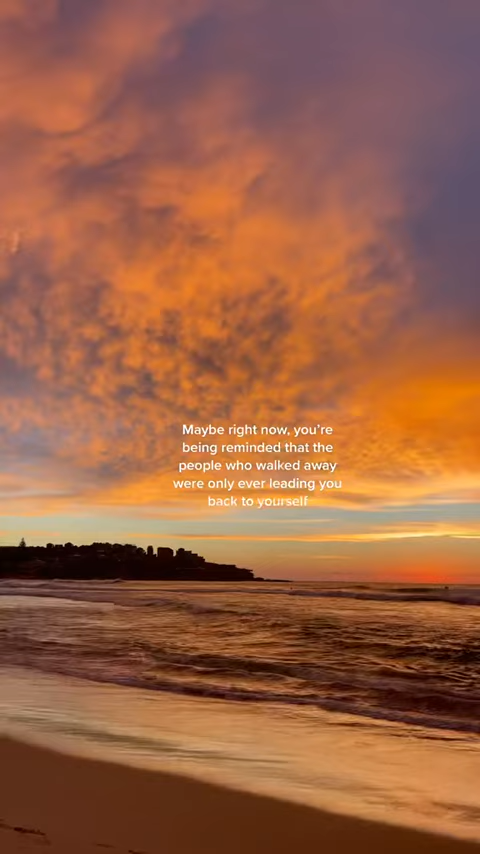 Maybe right now, you're
being reminded that the
people who walked away
were only ever leading you
back to yourself